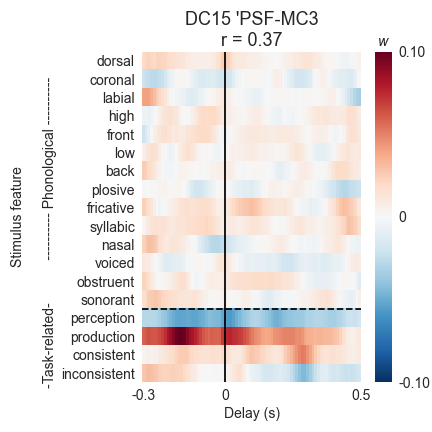 DC15 'PSF-MC3
r = 0.37
w
dorsal
coronal
labial
high
front
low
back
plosive
fricative
syllabic
nasal
voiced
obstruent
sonorant
perception
production
consistent
inconsistent
Stimulus feature
-Task-related- ----------- Phonological -----------
0.10
0
-0.10
-0.3
0
0.5
Delay (s)